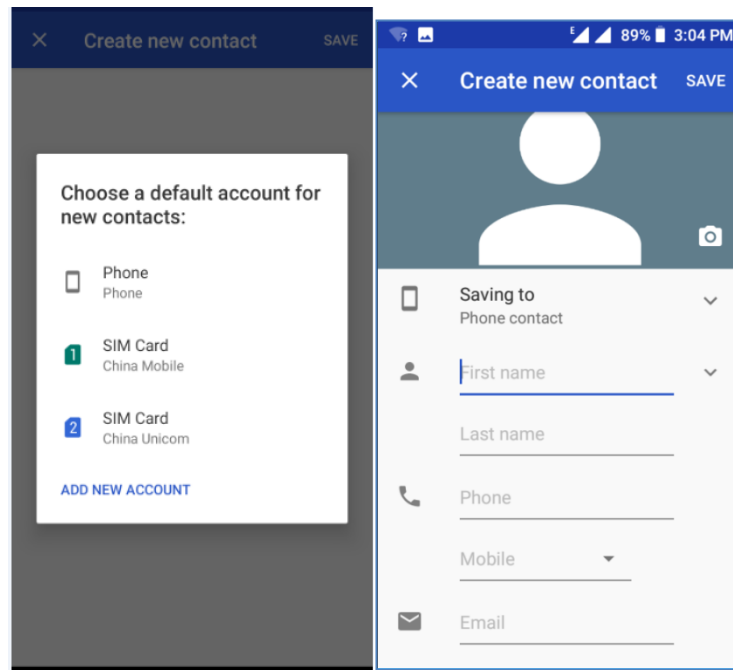 Create new contact SAVE
Choose a default account for
new contacts:
Phone
Phone
1
SIM Card
China Mobile
2
SIM Card
China Unicom
ADD NEW ACCOUNT
? E 89% 3:04 PM
Create new contact SAVE
Saving to
Phone contact
First name
Last name
Phone
Mobile
Email